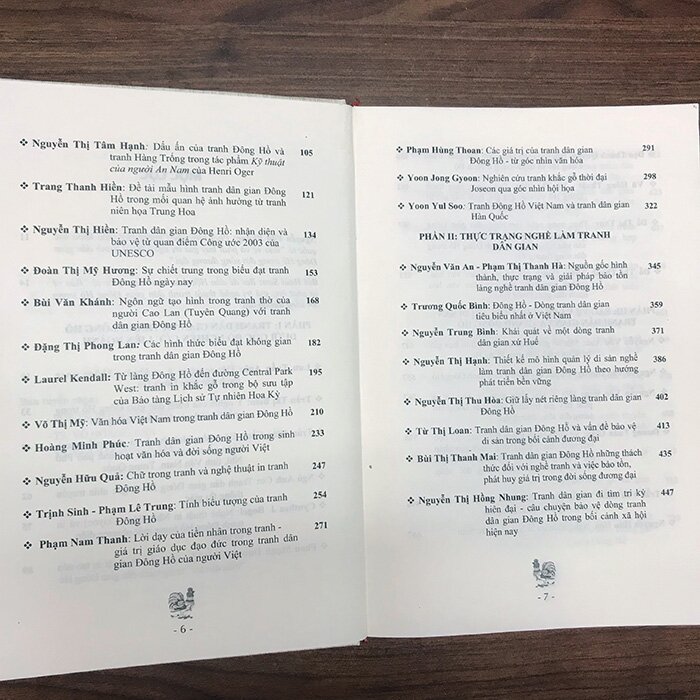 ❖ Nguyễn Thị Tâm Hạnh: Dấu ấn của tranh Đông Hồ và 105
tranh Hàng Trống trong tác phẩm Kỹ thuật
của người An Nam của Henri Oger
❖ Trang Thanh Hiền: Đề tài mẫu hình tranh dân gian Đông 121
Hồ trong mối quan hệ ảnh hưởng từ tranh
niên họa Trung Hoa
❖ Nguyễn Thị Hiền: Tranh dân gian Đông Hồ: nhận diện và 134
bảo vệ từ quan điểm Công ước 2003 của
UNESCO
❖ Đoàn Thị Mỹ Hương: Sự chiết trung trong biểu đạt tranh 153
Đông Hồ ngày nay
❖ Bùi Văn Khánh: Ngôn ngữ tạo hình trong tranh thờ của 168
người Cao Lan (Tuyên Quang) với tranh
dân gian Đông Hồ
❖ Đặng Thị Phong Lan: Các hình thức biểu đạt không gian 182
trong tranh dân gian Đông Hồ
❖ Laurel Kendall: Từ làng Đông Hồ đến đường Central Park 195
West: tranh in khắc gỗ trong bộ sưu tập
của Bảo tàng Lịch sử Tự nhiên Hoa Kỳ
❖ Võ Thị Mỹ: Văn hóa Việt Nam trong tranh dân gian Đông Hồ 210
❖ Hoàng Minh Phúc: Tranh dân gian Đông Hồ trong sinh 233
hoạt văn hóa và đời sống người Việt
❖ Nguyễn Hữu Quá: Chữ trong tranh và nghệ thuật in tranh 247
Đông Hồ
❖ Trịnh Sinh - Phạm Lê Trung: Tính biểu tượng của tranh 254
Đông Hồ
❖ Phạm Nam Thanh: Lời dạy của tiền nhân trong tranh - 271
giá trị giáo dục đạo đức trong tranh dân
gian Đông Hồ của người Việt
- 6 -
❖ Phạm Hùng Thoan: Các giá trị của tranh dân gian 291
Đông Hồ - từ góc nhìn văn hóa
❖ Yoon Jong Gyoon: Nghiên cứu tranh khắc gỗ thời đại 298
Joseon qua góc nhìn hội họa
❖ Yoon Yul Soo: Tranh Đông Hồ Việt Nam và tranh dân gian 322
Hàn Quốc
PHẦN II: THỰC TRẠNG NGHỀ LÀM TRANH
DÂN GIAN
❖ Nguyễn Văn An - Phạm Thị Thanh Hà: Nguồn gốc hình 345
thành, thực trạng và giải pháp bảo tồn
làng nghề tranh dân gian Đông Hồ
❖ Trương Quốc Bình: Đông Hồ - Dòng tranh dân gian 359
tiêu biểu nhất ở Việt Nam
❖ Nguyễn Trung Bình: Khái quát về một dòng tranh 371
dân gian xứ Huế
❖ Nguyễn Thị Hạnh: Thiết kế mô hình quản lý di sản nghề 386
làm tranh dân gian Đông Hồ theo hướng
phát triển bền vững
❖ Nguyễn Thị Thu Hòa: Giữ lấy nét riêng làng tranh dân gian 402
Đông Hồ
❖ Từ Thị Loan: Tranh dân gian Đông Hồ và vấn đề bảo vệ 413
di sản trong bối cảnh đương đại
❖ Bùi Thị Thanh Mai: Tranh dân gian Đông Hồ những thách 435
thức đối với nghề tranh và việc bảo tồn,
phát huy giá trị trong đời sống đương đại
❖ Nguyễn Thị Hồng Nhung: Tranh dân gian đi tìm tri kỷ 447
hiện đại - câu chuyện bảo vệ dòng tranh
dân gian Đông Hồ trong bối cảnh xã hội
hiện nay
- 7 -